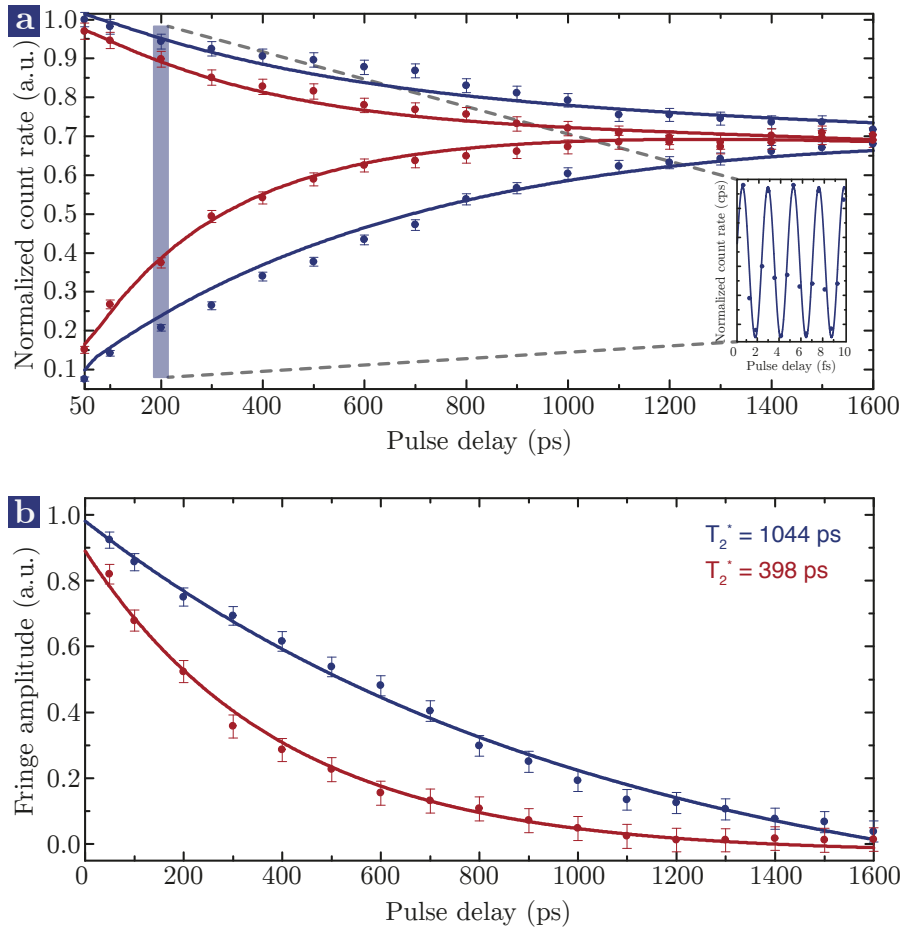 a
Normalized count rate (a.u.)
1.0
0.9
0.8
0.7
0.6
0.5
0.4
0.3
0.2
0.1
50 200 400 600 800 1000 1200 1400 1600
Pulse delay (ps)
Normalized count rate (cps)
0 2 4 6 8 10
Pulse delay (fs)
b
Fringe amplitude (a.u.)
1.0
0.8
0.6
0.4
0.2
0.0
T2* = 1044 ps
T2* = 398 ps
0 200 400 600 800 1000 1200 1400 1600
Pulse delay (ps)